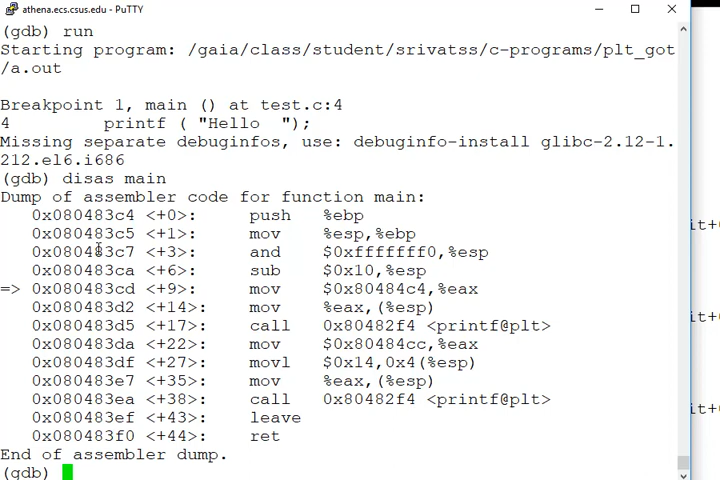 athena.ecs.csus.edu - PuTTY
(gdb) run
Starting program: /gaia/class/student/srivatss/c-programs/plt_got
/a.out
Breakpoint 1, main () at test.c:4
4        printf ( "Hello  ");
Missing separate debuginfos, use: debuginfo-install glibc-2.12-1.
212.el6.i686
(gdb) disas main
Dump of assembler code for function main:
   0x080483c4 <+0>:     push   %ebp
   0x080483c5 <+1>:     mov    %esp,%ebp
   0x080483c7 <+3>:     and    $0xfffffff0,%esp
   0x080483ca <+6>:     sub    $0x10,%esp
=> 0x080483cd <+9>:     mov    $0x80484c4,%eax
   0x080483d2 <+14>:    mov    %eax,(%esp)
   0x080483d5 <+17>:    call   0x80482f4 <printf@plt>
   0x080483da <+22>:    mov    $0x80484cc,%eax
   0x080483df <+27>:    movl   $0x14,0x4(%esp)
   0x080483e7 <+35>:    mov    %eax,(%esp)
   0x080483ea <+38>:    call   0x80482f4 <printf@plt>
   0x080483ef <+43>:    leave
   0x080483f0 <+44>:    ret
End of assembler dump.
(gdb)
it+
it+
it+